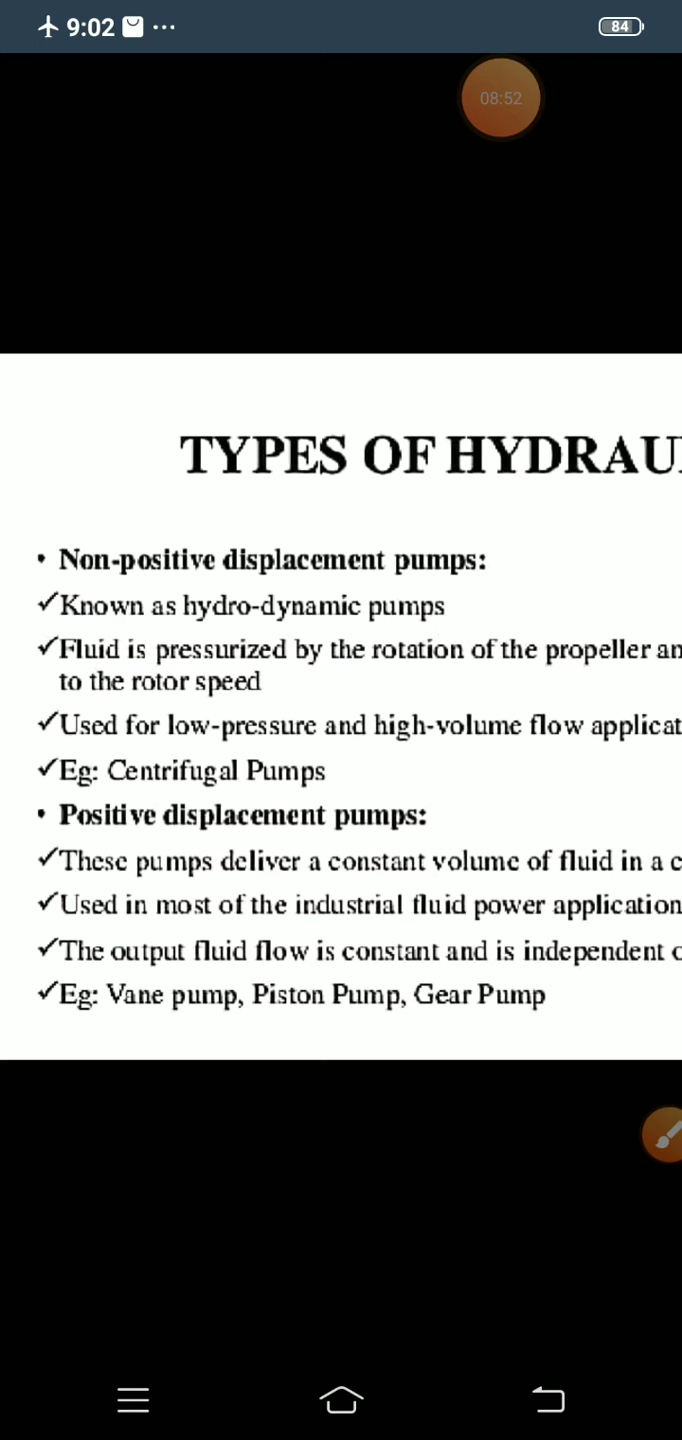 9:02 ... 84
08:52
TYPES OF HYDRAU
• Non-positive displacement pumps:
✓Known as hydro-dynamic pumps
✓Fluid is pressurized by the rotation of the propeller an
to the rotor speed
✓Used for low-pressure and high-volume flow applicat
✓Eg: Centrifugal Pumps
• Positive displacement pumps:
✓These pumps deliver a constant volume of fluid in a c
✓Used in most of the industrial fluid power application
✓The output fluid flow is constant and is independent o
✓Eg: Vane pump, Piston Pump, Gear Pump